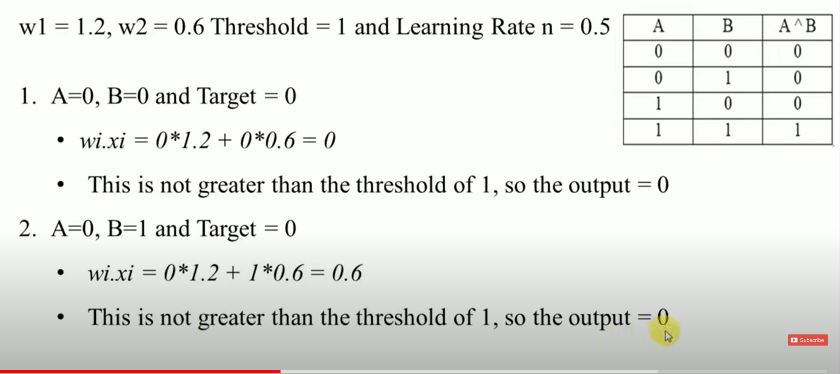 w1 = 1.2, w2 = 0.6 Threshold = 1 and Learning Rate n = 0.5
A B A^B
0 0 0
0 1 0
1 0 0
1 1 1
1. A=0, B=0 and Target = 0
• wi.xi = 0*1.2 + 0*0.6 = 0
• This is not greater than the threshold of 1, so the output = 0
2. A=0, B=1 and Target = 0
• wi.xi = 0*1.2 + 1*0.6 = 0.6
• This is not greater than the threshold of 1, so the output = 0
Subscribe